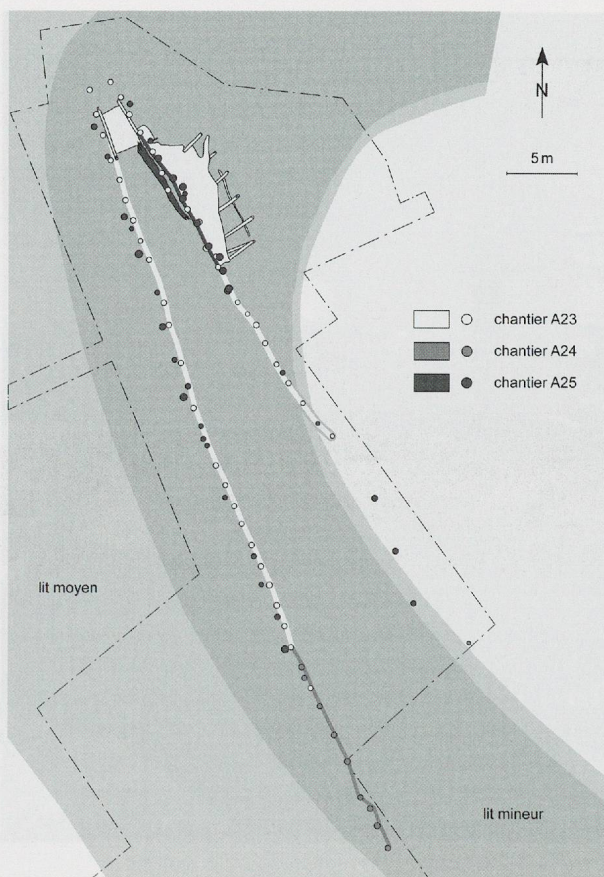 N
5 m
chantier A23
chantier A24
chantier A25
lit moyen
lit mineur